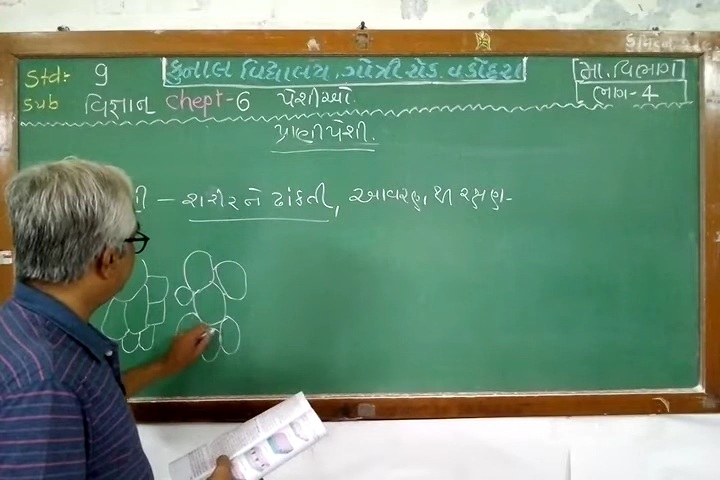 Std: 9
કુનાલ વિદ્યાલય. ગોત્રી રોડ. વડોદરા
મા. વિભાગ
Sub વિજ્ઞાન Chept-6 પેશીઓ
ભાગ-4
પ્રાણીપેશી.
– શરીરને ઢાંકતી, આવરણ, રક્ષણ-